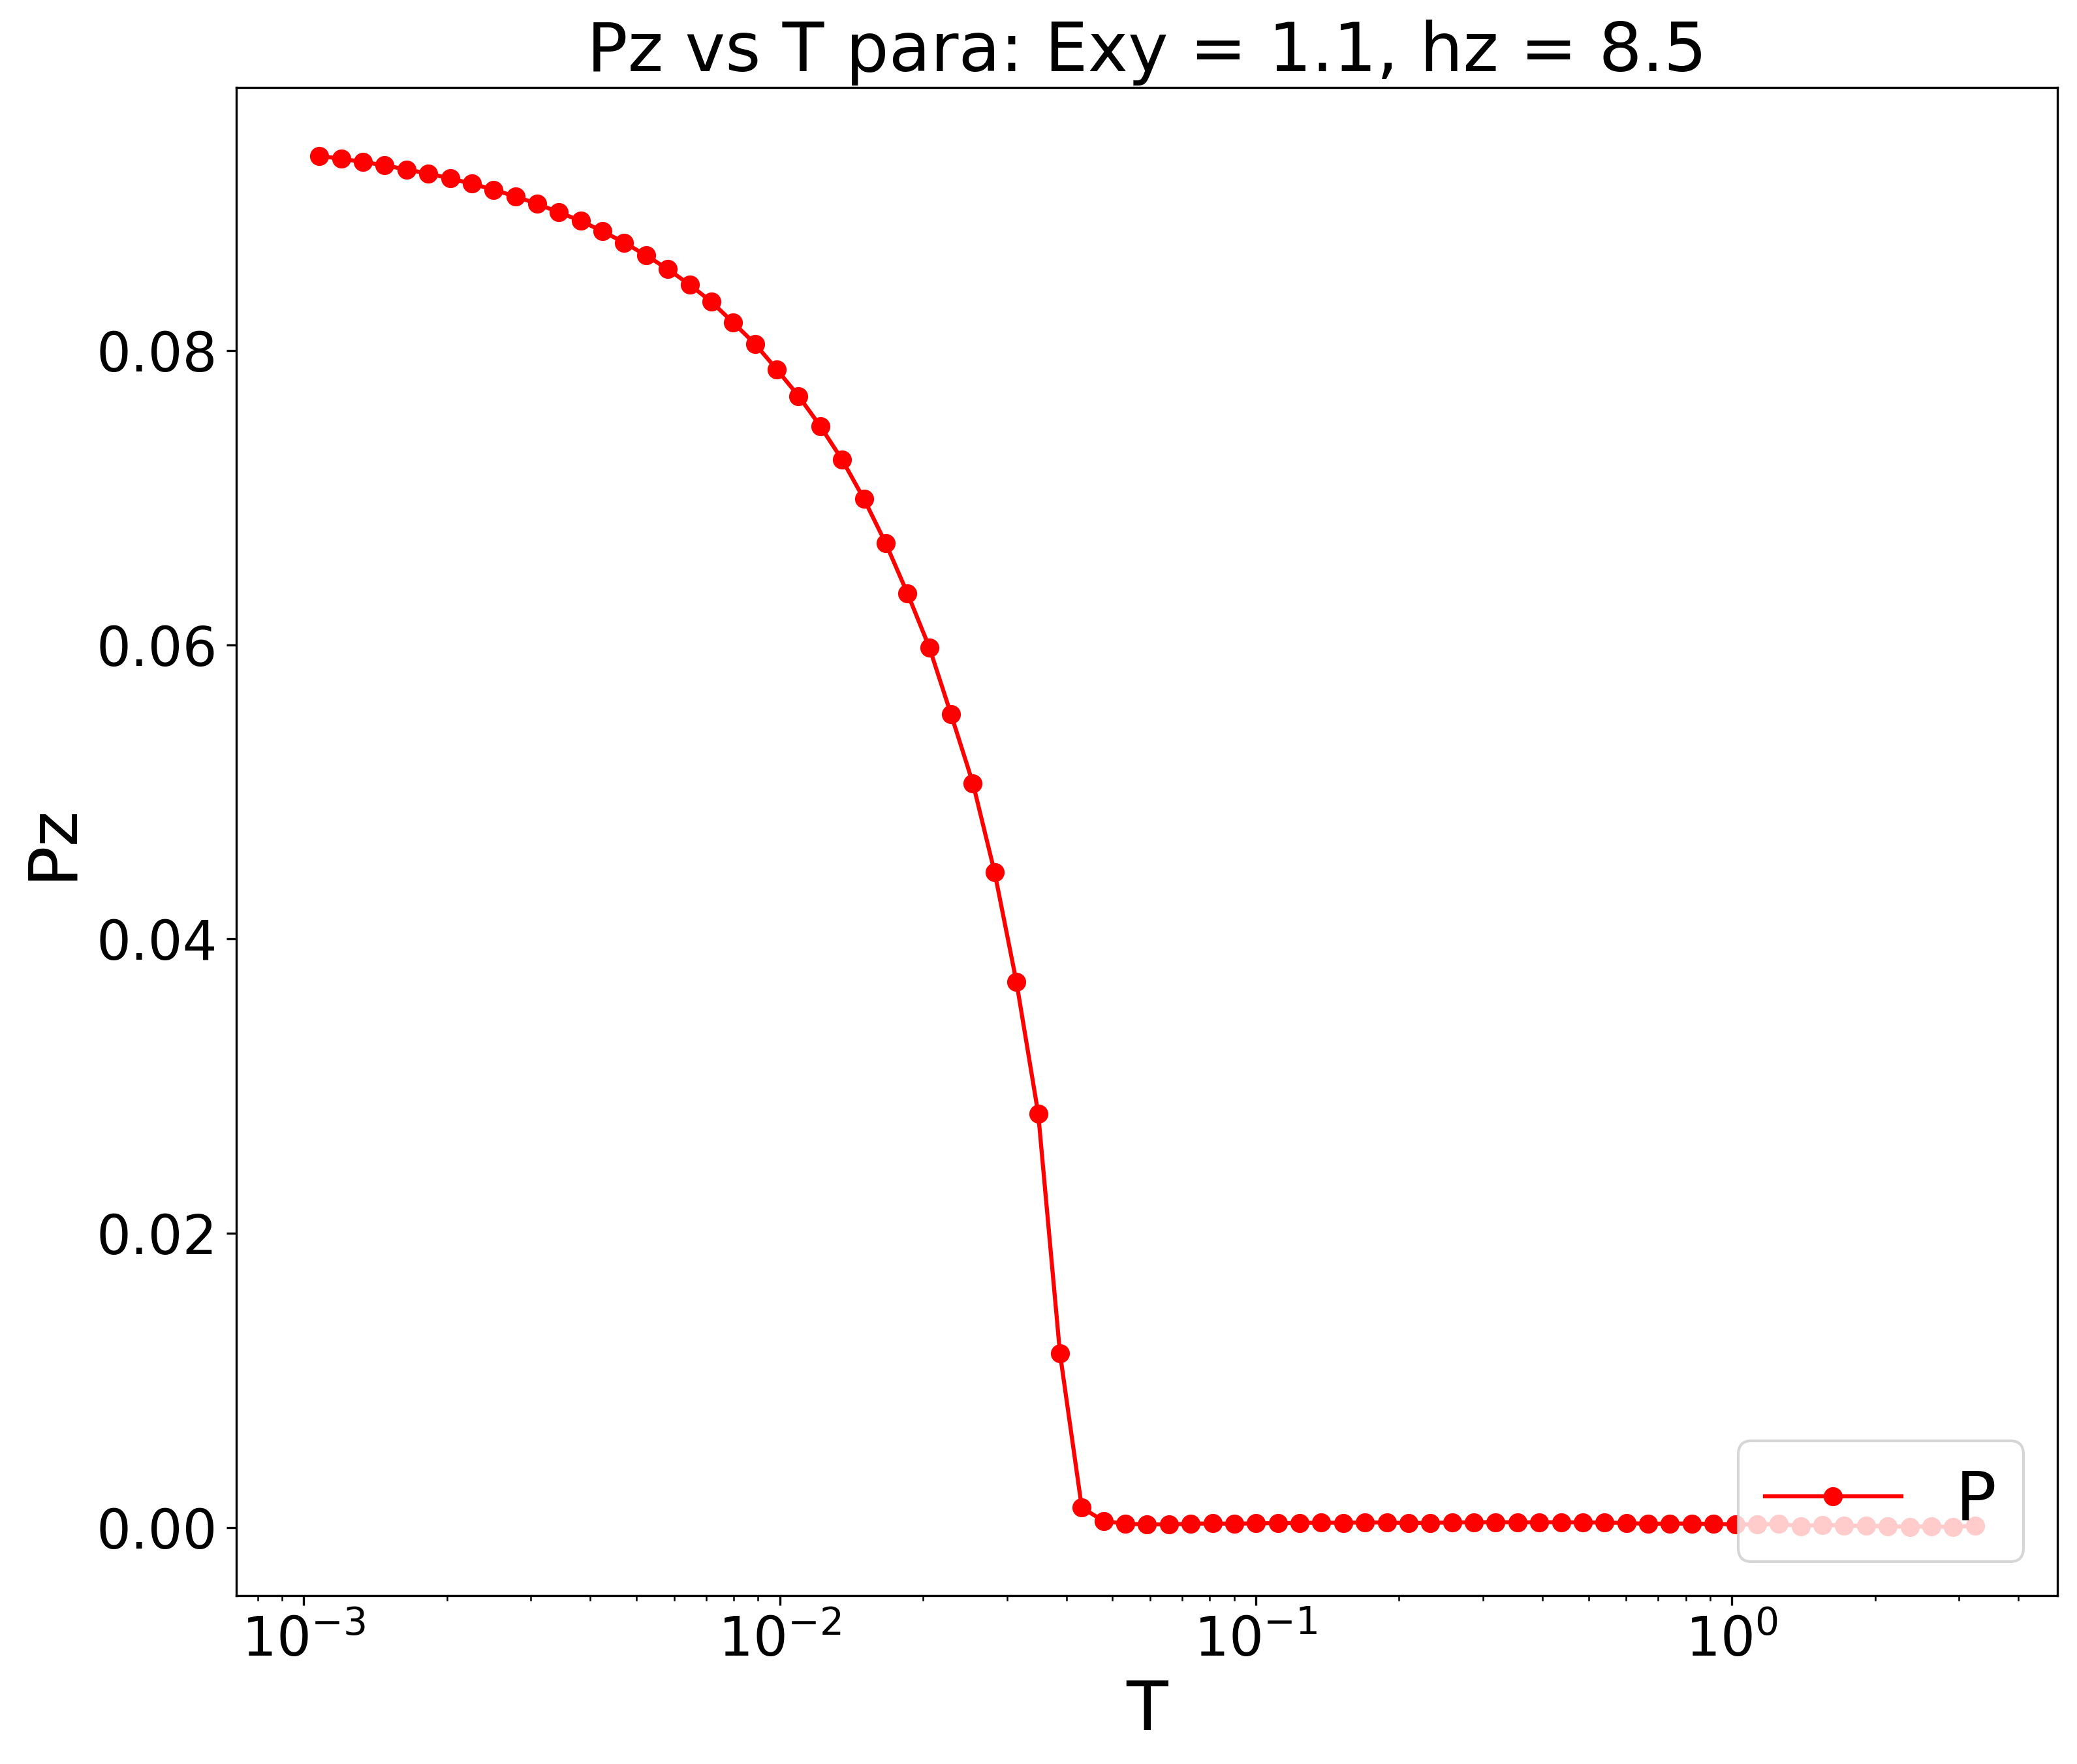 Pz vs T para: Exy = 1.1, hz = 8.5
Pz
0.08
0.06
0.04
0.02
0.00
P
10⁻³ 10⁻² 10⁻¹ 10⁰
T